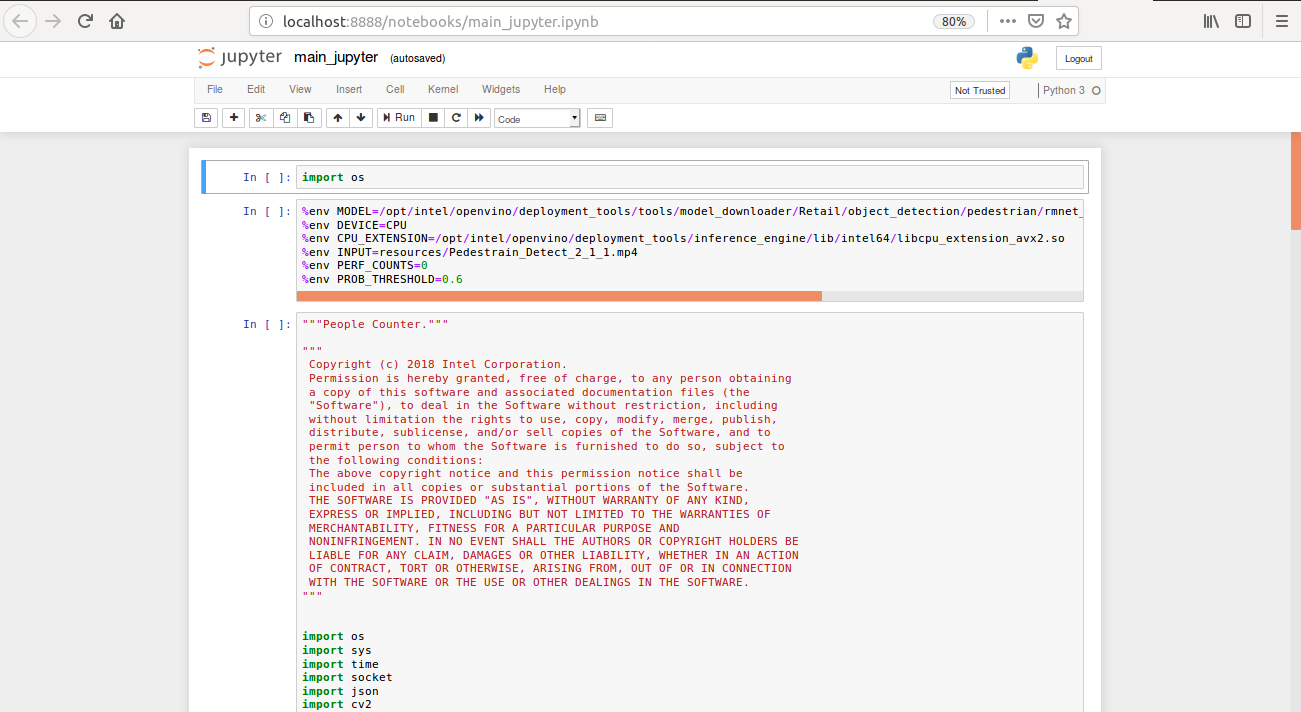 localhost:8888/notebooks/main_jupyter.ipynb 80%
jupyter main_jupyter (autosaved) Logout
File Edit View Insert Cell Kernel Widgets Help Not Trusted Python 3
Run Code
In [ ]: import os
In [ ]: %env MODEL=/opt/intel/openvino/deployment_tools/tools/model_downloader/Retail/object_detection/pedestrian/rmnet_
%env DEVICE=CPU
%env CPU_EXTENSION=/opt/intel/openvino/deployment_tools/inference_engine/lib/intel64/libcpu_extension_avx2.so
%env INPUT=resources/Pedestrain_Detect_2_1_1.mp4
%env PERF_COUNTS=0
%env PROB_THRESHOLD=0.6
In [ ]: """People Counter."""
"""
Copyright (c) 2018 Intel Corporation.
Permission is hereby granted, free of charge, to any person obtaining
a copy of this software and associated documentation files (the
"Software"), to deal in the Software without restriction, including
without limitation the rights to use, copy, modify, merge, publish,
distribute, sublicense, and/or sell copies of the Software, and to
permit person to whom the Software is furnished to do so, subject to
the following conditions:
The above copyright notice and this permission notice shall be
included in all copies or substantial portions of the Software.
THE SOFTWARE IS PROVIDED "AS IS", WITHOUT WARRANTY OF ANY KIND,
EXPRESS OR IMPLIED, INCLUDING BUT NOT LIMITED TO THE WARRANTIES OF
MERCHANTABILITY, FITNESS FOR A PARTICULAR PURPOSE AND
NONINFRINGEMENT. IN NO EVENT SHALL THE AUTHORS OR COPYRIGHT HOLDERS BE
LIABLE FOR ANY CLAIM, DAMAGES OR OTHER LIABILITY, WHETHER IN AN ACTION
OF CONTRACT, TORT OR OTHERWISE, ARISING FROM, OUT OF OR IN CONNECTION
WITH THE SOFTWARE OR THE USE OR OTHER DEALINGS IN THE SOFTWARE.
"""
import os
import sys
import time
import socket
import json
import cv2